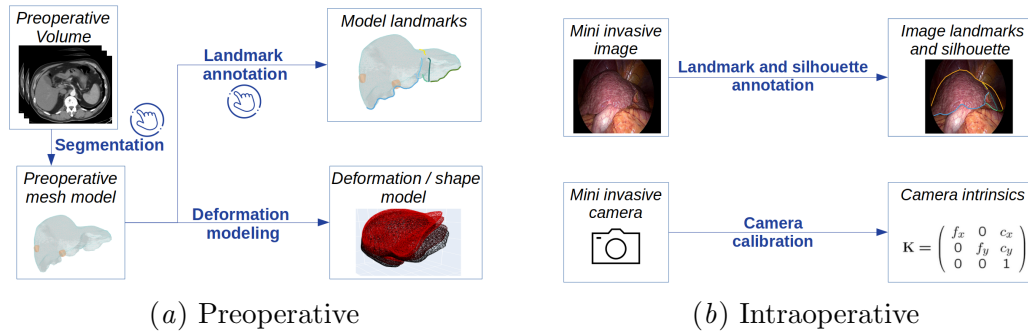 Preoperative
Volume
Segmentation
Preoperative
mesh model
Landmark
annotation
Model landmarks
Deformation
modeling
Deformation / shape
model
(a) Preoperative
Mini invasive
image
Landmark and silhouette
annotation
Image landmarks
and silhouette
Mini invasive
camera
Camera
calibration
Camera intrinsics
K = ( f_x 0 c_x
0 f_y c_y
0 0 1 )
(b) Intraoperative